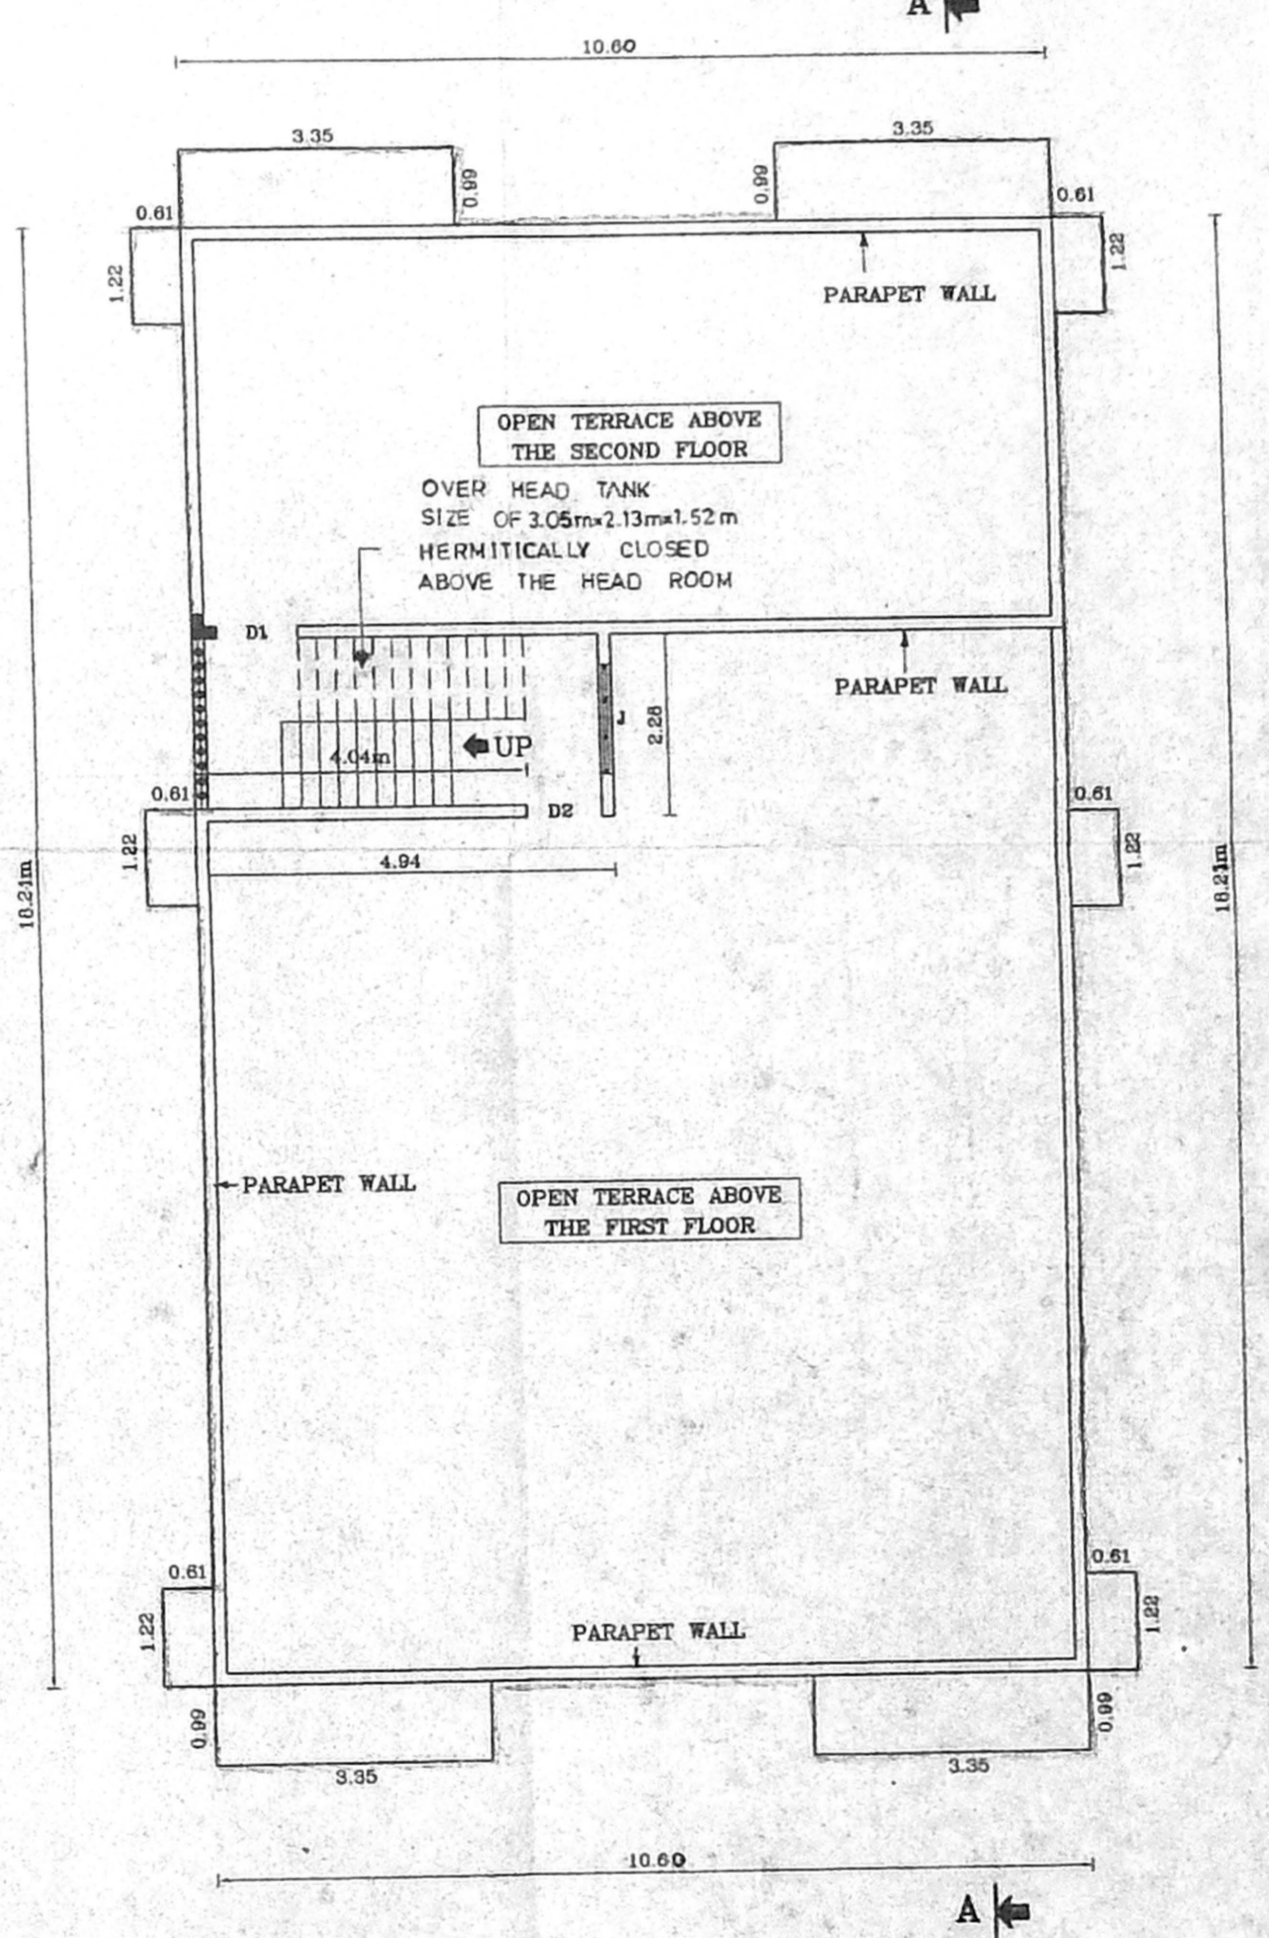 A
10.60
3.35
3.35
0.99
0.99
0.61
0.61
1.22
1.22
PARAPET WALL
OPEN TERRACE ABOVE
THE SECOND FLOOR
OVER HEAD TANK
SIZE OF 3.05m×2.13m×1.52m
HERMITICALLY CLOSED
ABOVE THE HEAD ROOM
D1
PARAPET WALL
J
2.28
UP
4.04m
0.61
D2
0.61
1.22
1.22
4.94
18.21m
18.21m
PARAPET WALL
OPEN TERRACE ABOVE
THE FIRST FLOOR
0.61
0.61
1.22
1.22
PARAPET WALL
0.99
0.99
3.35
3.35
10.60
A